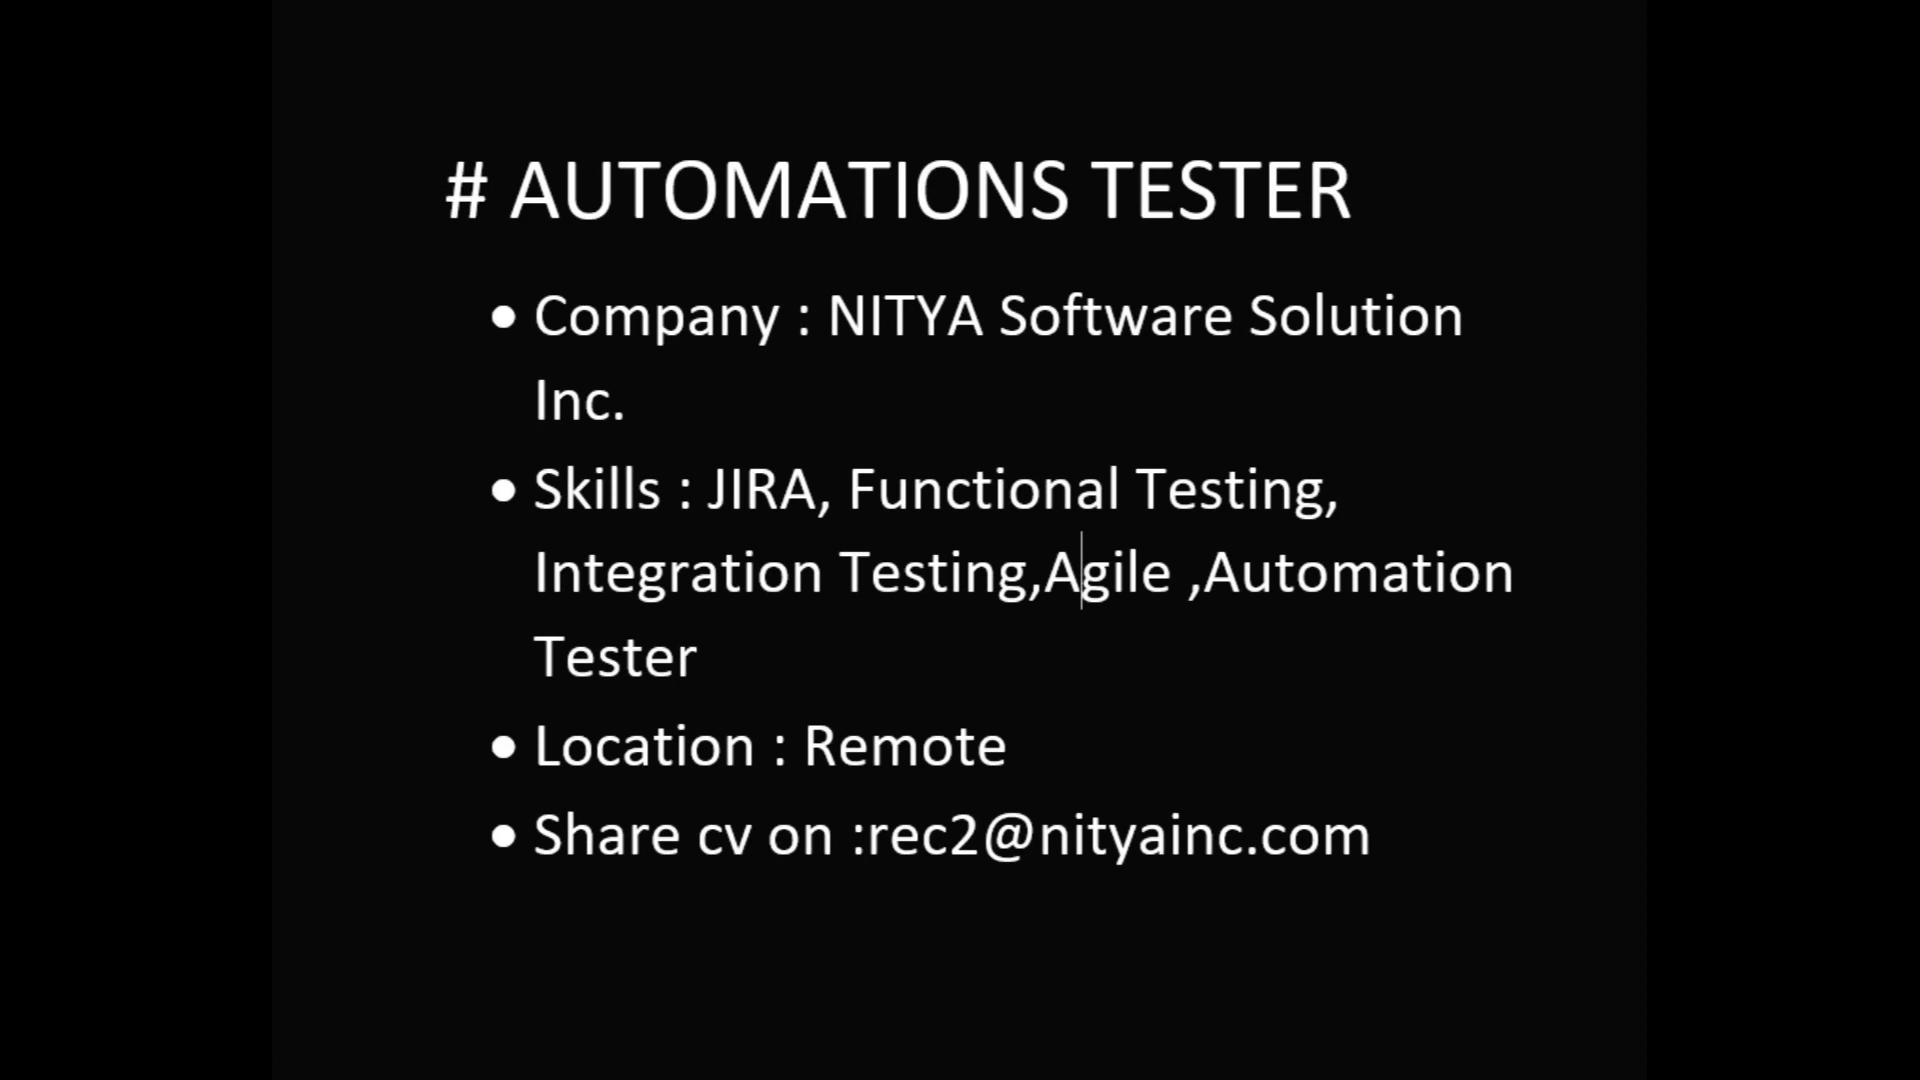 # AUTOMATIONS TESTER
• Company : NITYA Software Solution
Inc.
• Skills : JIRA, Functional Testing,
Integration Testing,Agile ,Automation
Tester
• Location : Remote
• Share cv on :rec2@nityainc.com